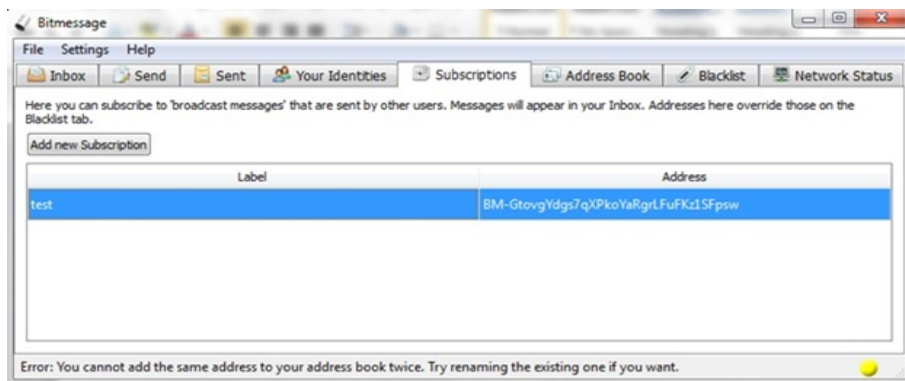 Bitmessage
File Settings Help
Inbox Send Sent Your Identities Subscriptions Address Book Blacklist Network Status
Here you can subscribe to 'broadcast messages' that are sent by other users. Messages will appear in your Inbox. Addresses here override those on the
Blacklist tab.
Add new Subscription
Label Address
test BM-GtovgYdgs7qXPkoYaRgrLFuFKz1SFpsw
Error: You cannot add the same address to your address book twice. Try renaming the existing one if you want.